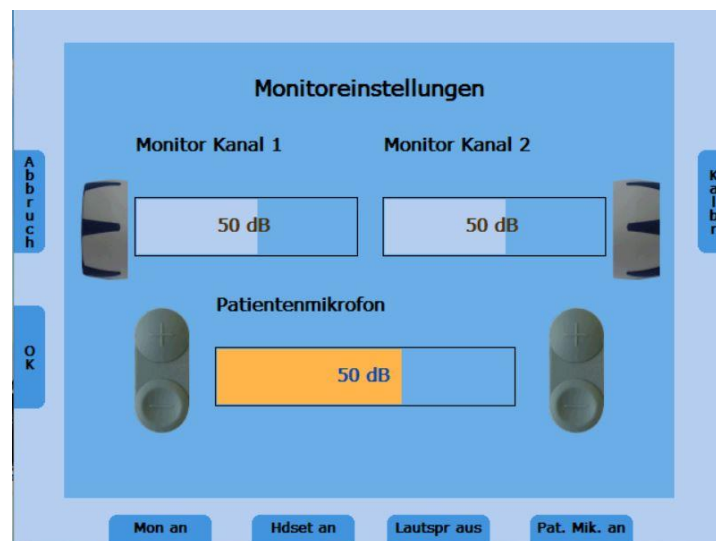 Monitoreinstellungen
Monitor Kanal 1
Monitor Kanal 2
Abbruch
Kalbr
50 dB
50 dB
Patientenmikrofon
OK
50 dB
Mon an
Hdset an
Lautspr aus
Pat. Mik. an